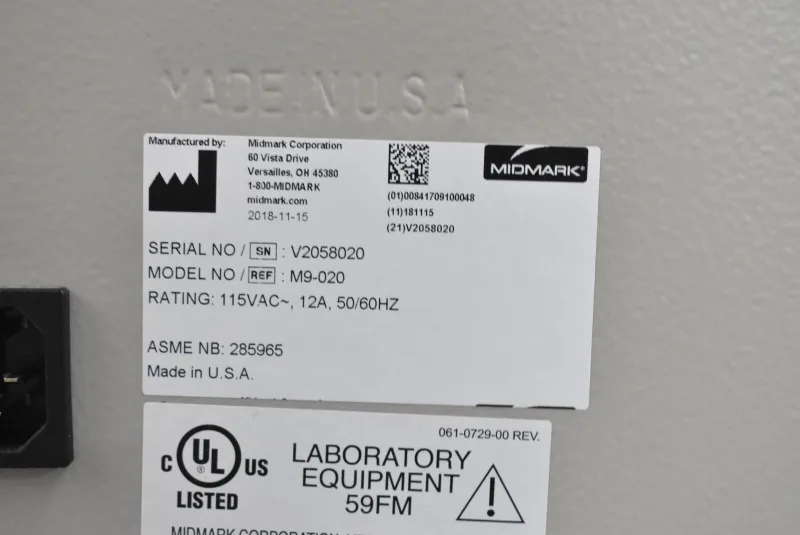 MADE IN U.S.A
Manufactured by:
Midmark Corporation
60 Vista Drive
Versailles, OH 45380
1-800-MIDMARK
midmark.com
2018-11-15
(01)00841709100048
(11)181115
(21)V2058020
MIDMARK®
SERIAL NO / SN : V2058020
MODEL NO / REF : M9-020
RATING: 115VAC~, 12A, 50/60HZ
ASME NB: 285965
Made in U.S.A.
061-0729-00 REV.
C UL ® US
LISTED
LABORATORY
EQUIPMENT
59FM
!
MIDMARK CORPORATION